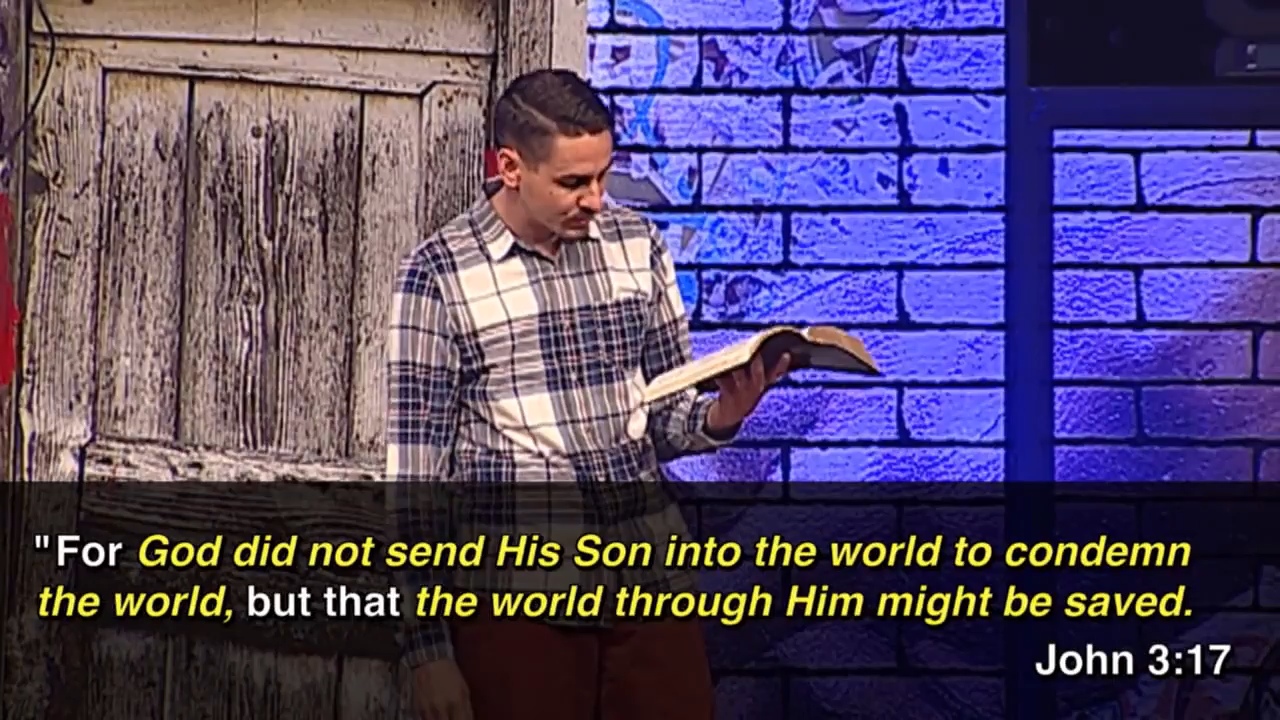 "For God did not send His Son into the world to condemn
the world, but that the world through Him might be saved.
John 3:17